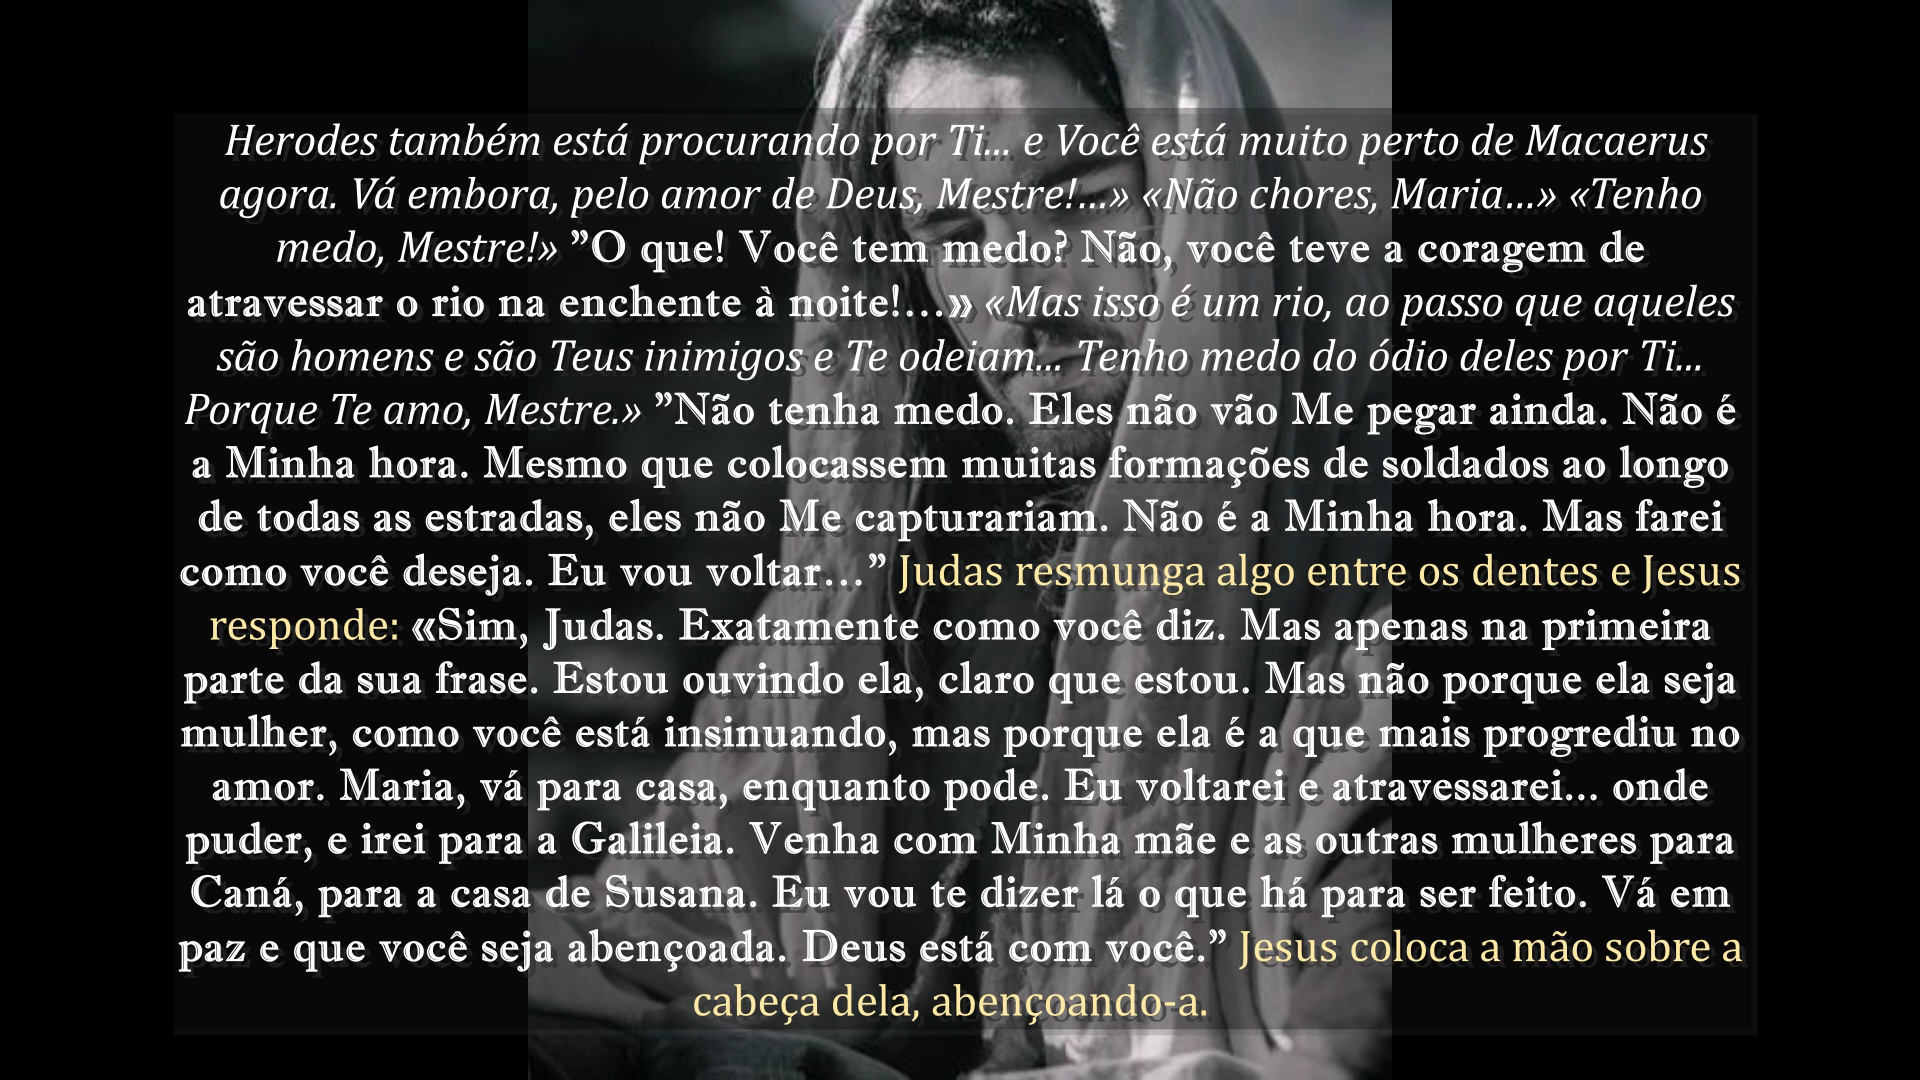 Herodes também está procurando por Ti... e Você está muito perto de Macaerus
agora. Vá embora, pelo amor de Deus, Mestre!...» «Não chores, Maria...» «Tenho
medo, Mestre!» ”O que! Você tem medo? Não, você teve a coragem de
atravessar o rio na enchente à noite!...» «Mas isso é um rio, ao passo que aqueles
são homens e são Teus inimigos e Te odeiam... Tenho medo do ódio deles por Ti...
Porque Te amo, Mestre.» ”Não tenha medo. Eles não vão Me pegar ainda. Não é
a Minha hora. Mesmo que colocassem muitas formações de soldados ao longo
de todas as estradas, eles não Me capturariam. Não é a Minha hora. Mas farei
como você deseja. Eu vou voltar...” Judas resmunga algo entre os dentes e Jesus
responde: «Sim, Judas. Exatamente como você diz. Mas apenas na primeira
parte da sua frase. Estou ouvindo ela, claro que estou. Mas não porque ela seja
mulher, como você está insinuando, mas porque ela é a que mais progrediu no
amor. Maria, vá para casa, enquanto pode. Eu voltarei e atravessarei... onde
puder, e irei para a Galileia. Venha com Minha mãe e as outras mulheres para
Caná, para a casa de Susana. Eu vou te dizer lá o que há para ser feito. Vá em
paz e que você seja abençoada. Deus está com você.” Jesus coloca a mão sobre a
cabeça dela, abençoando-a.